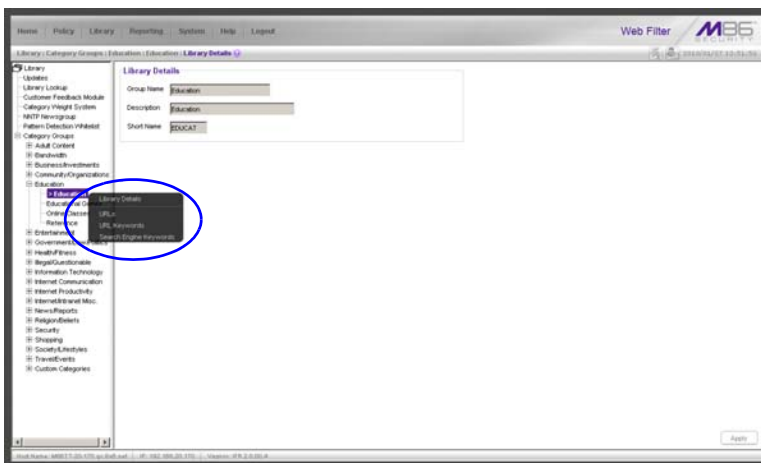 Home Policy Library Reporting System Help Logout
Web Filter
M86
SECURITY
Library : Category Groups : Education : Education : Library Details
Library
Updates
Library Lookup
Customer Feedback Module
Category Weight System
NNTP Newsgroup
Pattern Detection Whitelist
Category Groups
Adult Content
Bandwidth
Business/Investments
Community/Organizations
Education
Education
Educational
Online Classes
Reference
Entertainment
Health/Fitness
Illegal/Questionable
Information Technology
Internet Communication
Internet Productivity
Internet/Intranet Misc.
News/Reports
Religion/Beliefs
Security
Shopping
Society/Lifestyles
Travel/Events
Custom Categories
Library Details
URLs
URL Keywords
Search Engine Keywords
Library Details
Group Name Education
Description Education
Short Name EDUCAT
Apply